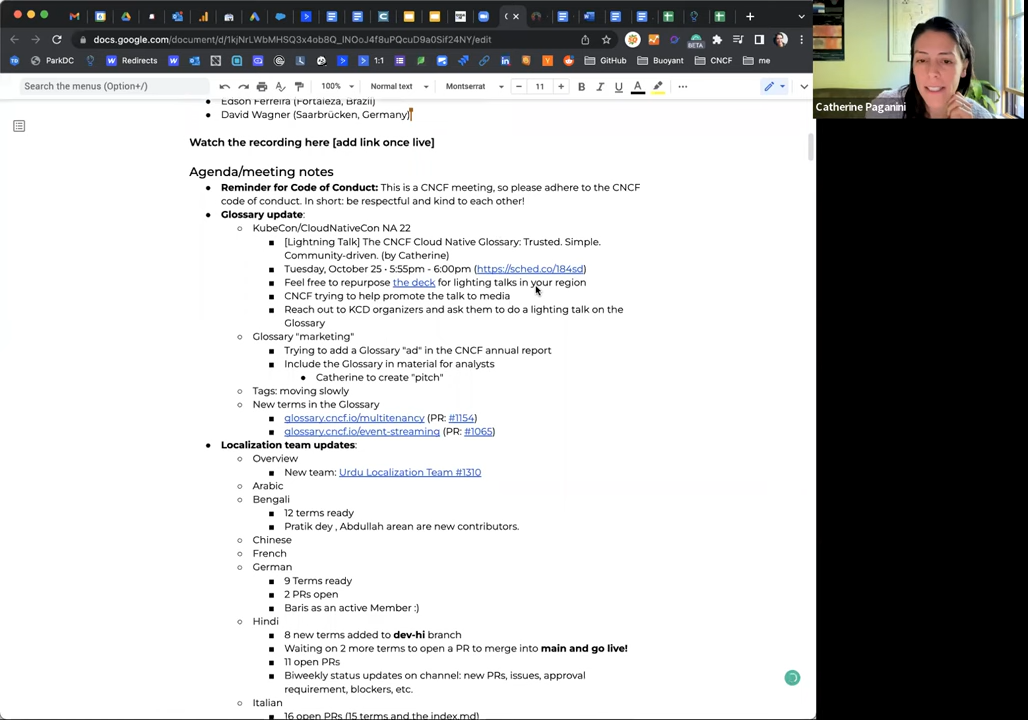 docs.google.com/document/d/1kjNrLWbMHSQ3x4ob8Q_lNOoJ4f8uPQcuD9a0Sif24NY/edit
ParkDC
Redirects
1:1
BETA
GitHub
Buoyant
CNCF
me
Search the menus (Option+/)
100%
Normal text
Montserrat
11
B I U A
Catherine Paganini
Edson Ferreira (Fortaleza, Brazil)
David Wagner (Saarbrücken, Germany)
Watch the recording here [add link once live]
Agenda/meeting notes
Reminder for Code of Conduct: This is a CNCF meeting, so please adhere to the CNCF
code of conduct. In short: be respectful and kind to each other!
Glossary update:
KubeCon/CloudNativeCon NA 22
[Lightning Talk] The CNCF Cloud Native Glossary: Trusted. Simple.
Community-driven. (by Catherine)
Tuesday, October 25 • 5:55pm - 6:00pm (https://sched.co/184sd)
Feel free to repurpose the deck for lighting talks in your region
CNCF trying to help promote the talk to media
Reach out to KCD organizers and ask them to do a lighting talk on the
Glossary
Glossary "marketing"
Trying to add a Glossary "ad" in the CNCF annual report
Include the Glossary in material for analysts
Catherine to create "pitch"
Tags: moving slowly
New terms in the Glossary
glossary.cncf.io/multitenancy (PR: #1154)
glossary.cncf.io/event-streaming (PR: #1065)
Localization team updates:
Overview
New team: Urdu Localization Team #1310
Arabic
Bengali
12 terms ready
Pratik dey , Abdullah arean are new contributors.
Chinese
French
German
9 Terms ready
2 PRs open
Baris as an active Member :)
Hindi
8 new terms added to dev-hi branch
Waiting on 2 more terms to open a PR to merge into main and go live!
11 open PRs
Biweekly status updates on channel: new PRs, issues, approval
requirement, blockers, etc.
Italian
16 open PRs (15 terms and the index.md)